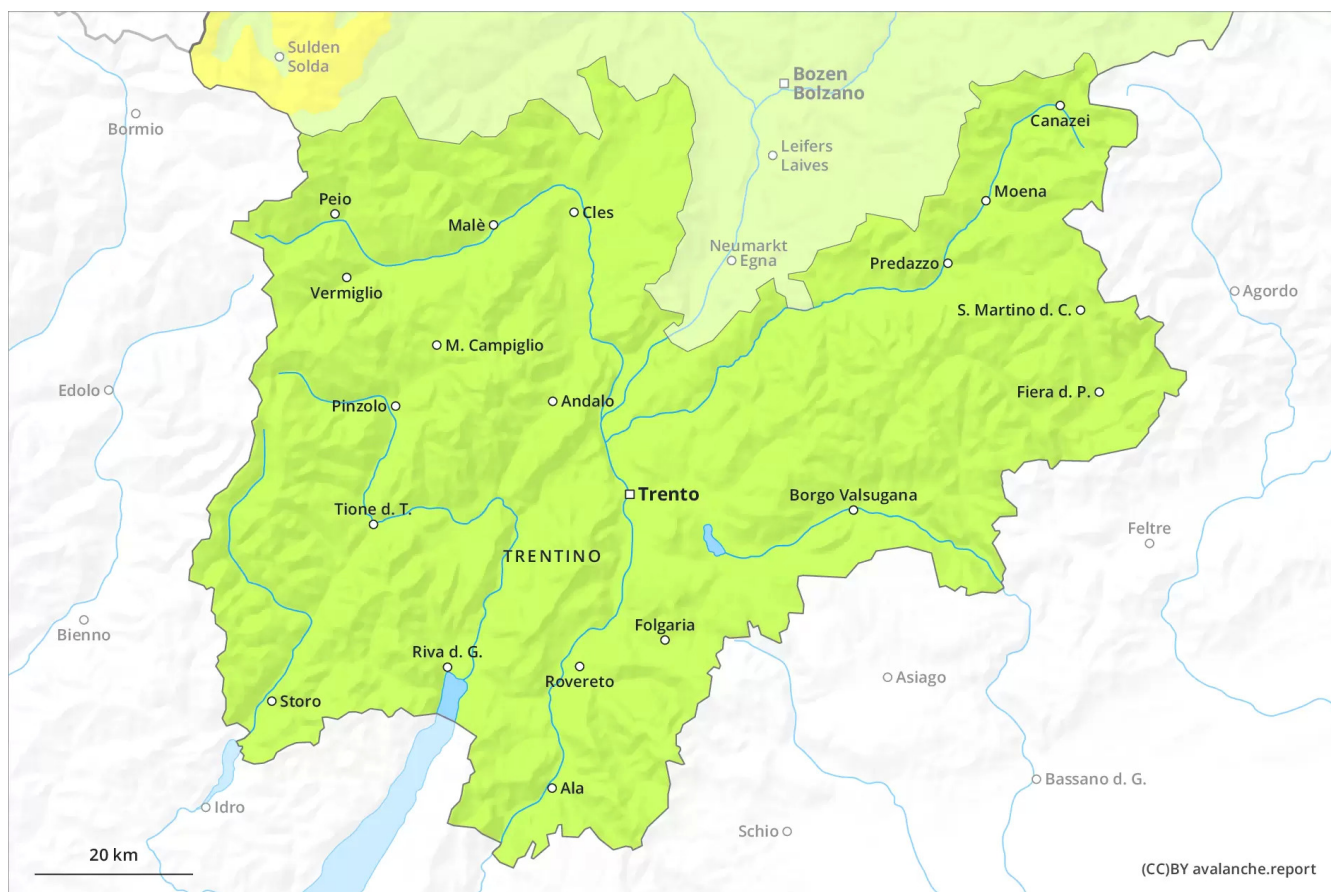 Sulden
Solda
Bozen
Bolzano
Bormio
Canazei
Leifers
Laives
Peio
Moena
Malè
Cles
Neumarkt
Egna
Predazzo
Vermiglio
Agordo
S. Martino d. C.
M. Campiglio
Edolo
Fiera d. P.
Pinzolo
Andalo
Trento
Borgo Valsugana
Tione d. T.
Feltre
TRENTINO
Bienno
Folgaria
Riva d. G.
Rovereto
Asiago
Storo
Bassano d. G.
Ala
Idro
Schio
20 km
(CC)BY avalanche.report